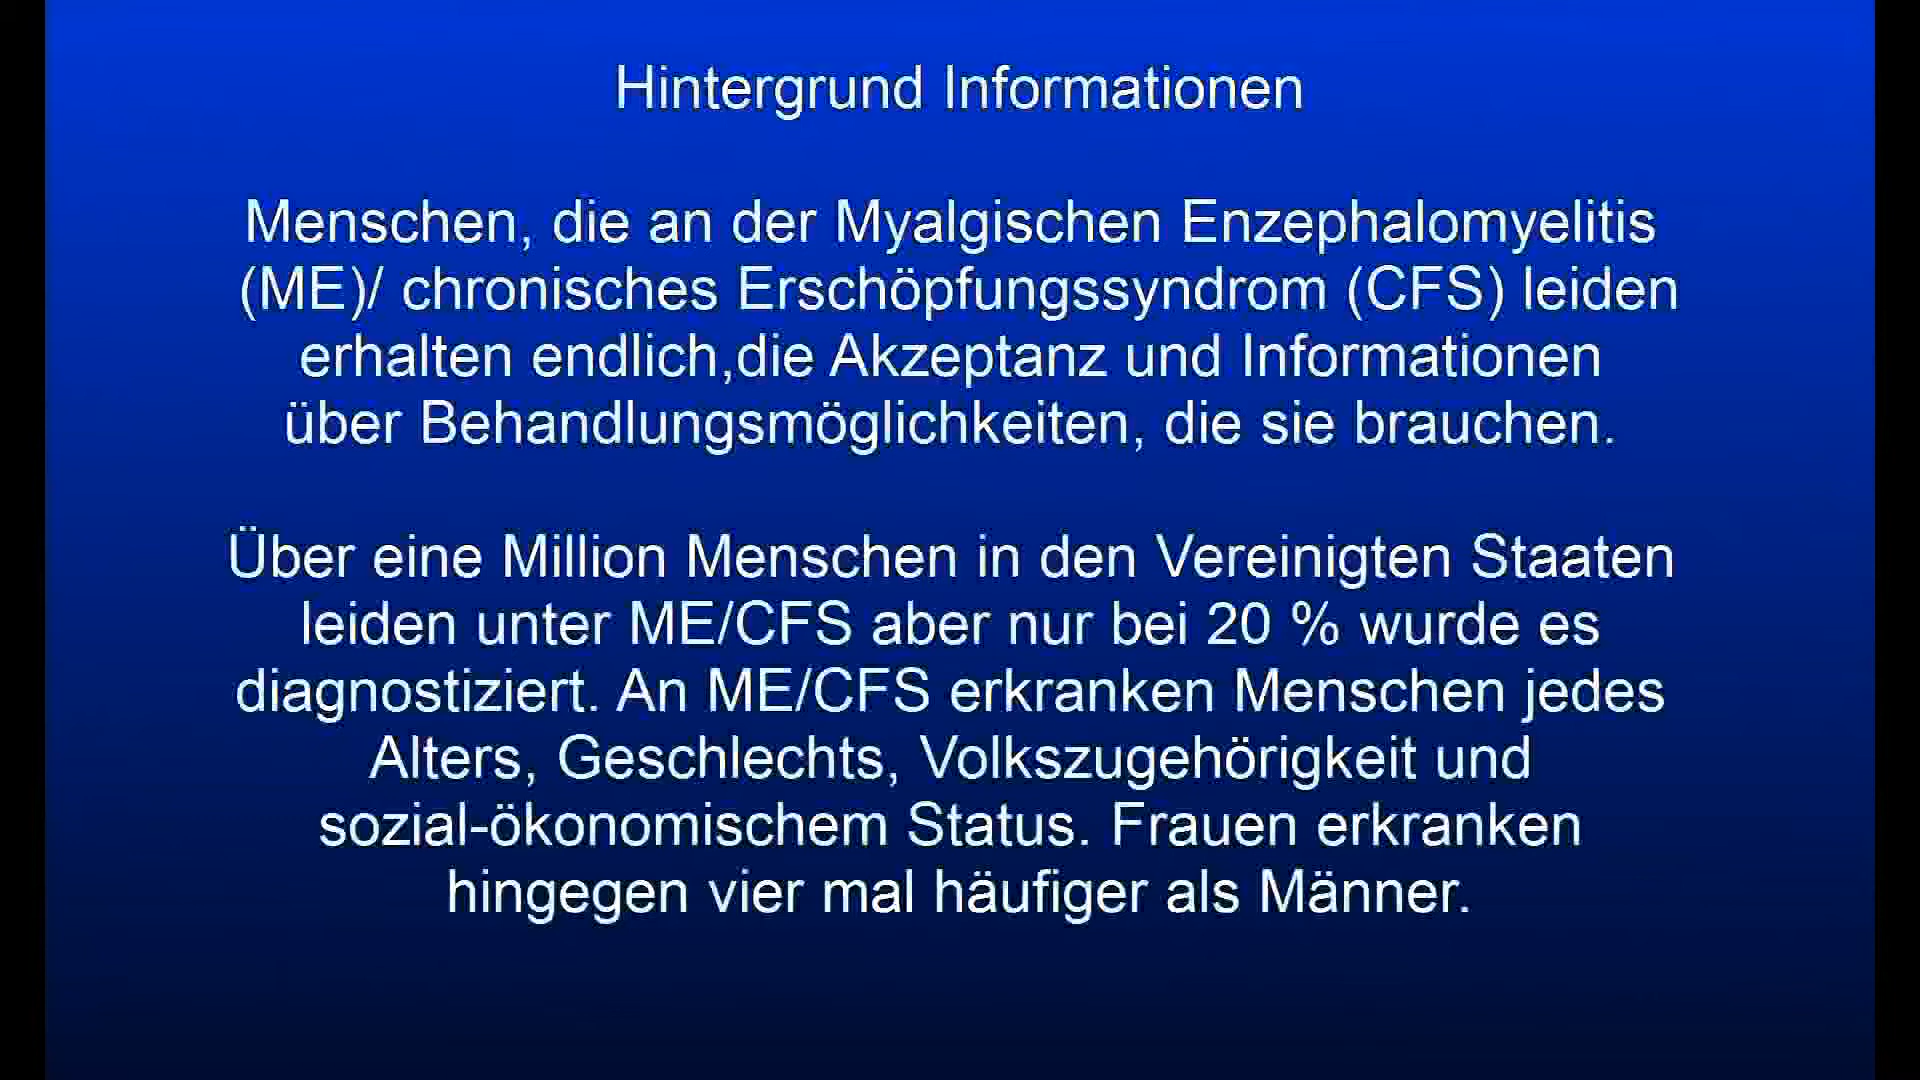 Hintergrund Informationen
Menschen, die an der Myalgischen Enzephalomyelitis
(ME)/ chronisches Erschöpfungssyndrom (CFS) leiden
erhalten endlich,die Akzeptanz und Informationen
über Behandlungsmöglichkeiten, die sie brauchen.
Über eine Million Menschen in den Vereinigten Staaten
leiden unter ME/CFS aber nur bei 20 % wurde es
diagnostiziert. An ME/CFS erkranken Menschen jedes
Alters, Geschlechts, Volkszugehörigkeit und
sozial-ökonomischem Status. Frauen erkranken
hingegen vier mal häufiger als Männer.